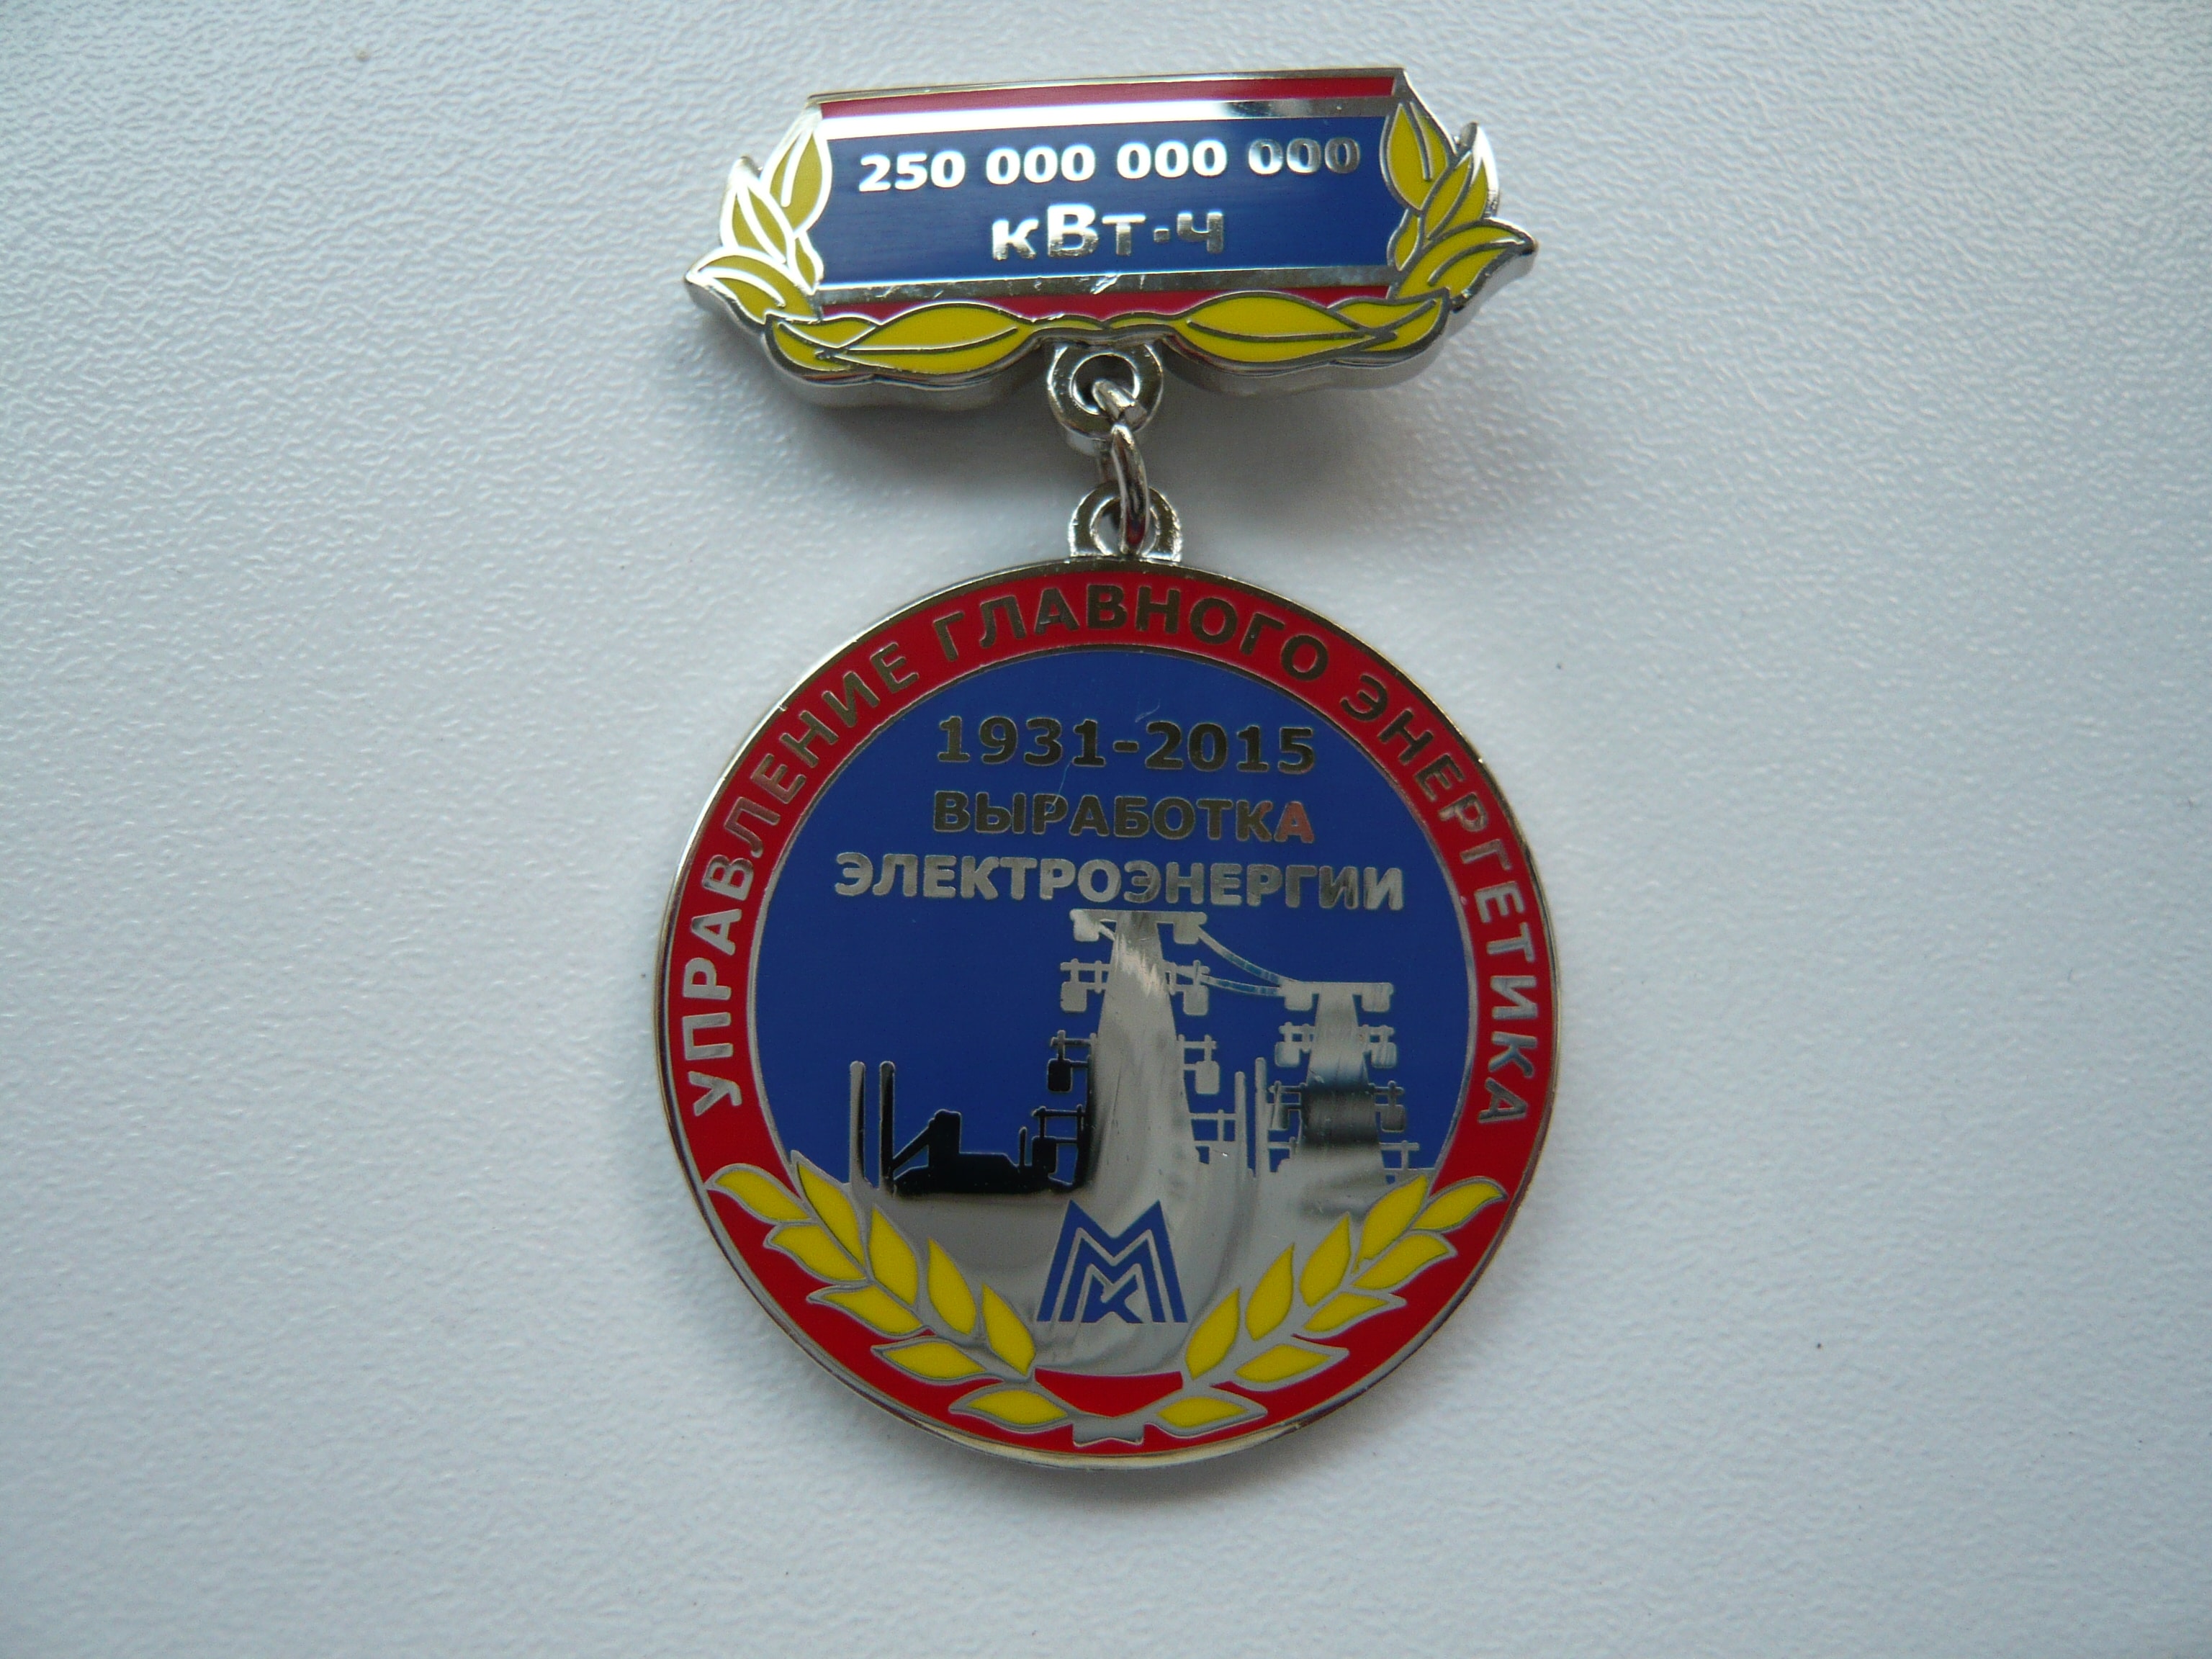 250 000 000 000
кВт·ч
УПРАВЛЕНИЕ ГЛАВНОГО ЭНЕРГЕТИКА
1931-2015
ВЫРАБОТКА
ЭЛЕКТРОЭНЕРГИИ
ММК